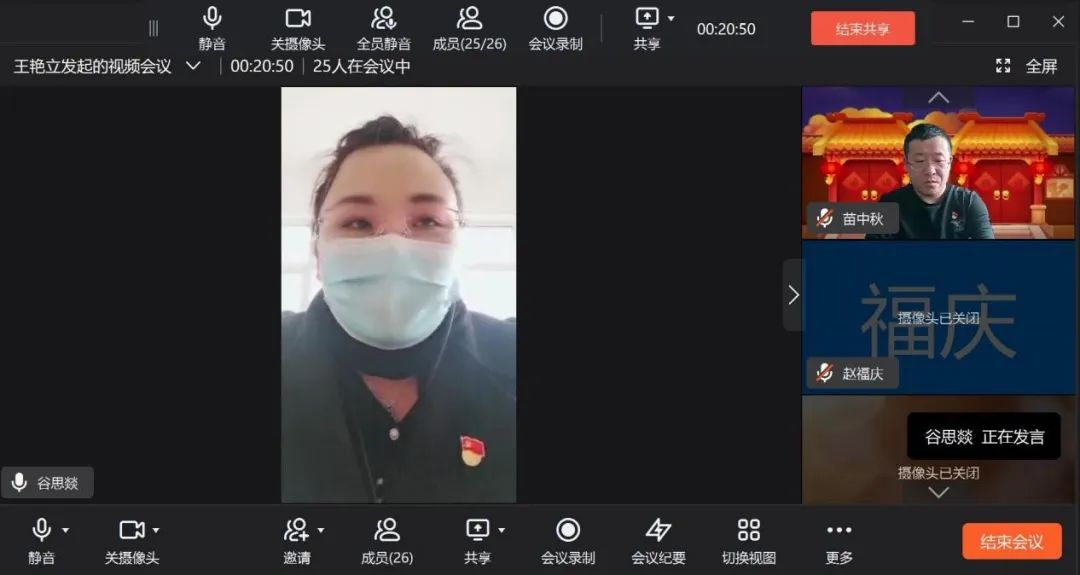 静音
关摄像头
全员静音
成员(25/26)
会议录制
共享
00:20:50
结束共享
王艳立发起的视频会议
00:20:50
25人在会议中
全屏
苗中秋
福庆
摄像头已关闭
赵福庆
谷思燚 正在发言
摄像头已关闭
谷思燚
静音
关摄像头
邀请
成员(26)
共享
会议录制
会议纪要
切换视图
更多
结束会议